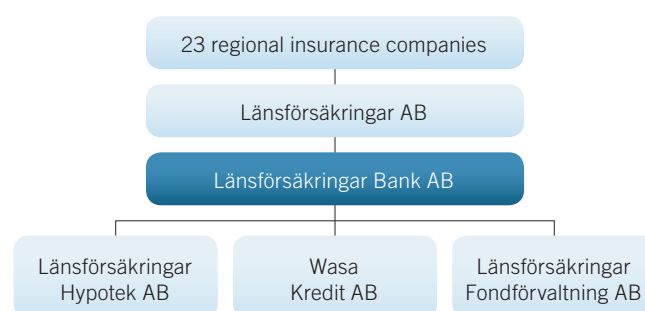 23 regional insurance companies
Länsförsäkringar AB
Länsförsäkringar Bank AB
Länsförsäkringar
Hypotek AB
Wasa
Kredit AB
Länsförsäkringar
Fondförvaltning AB